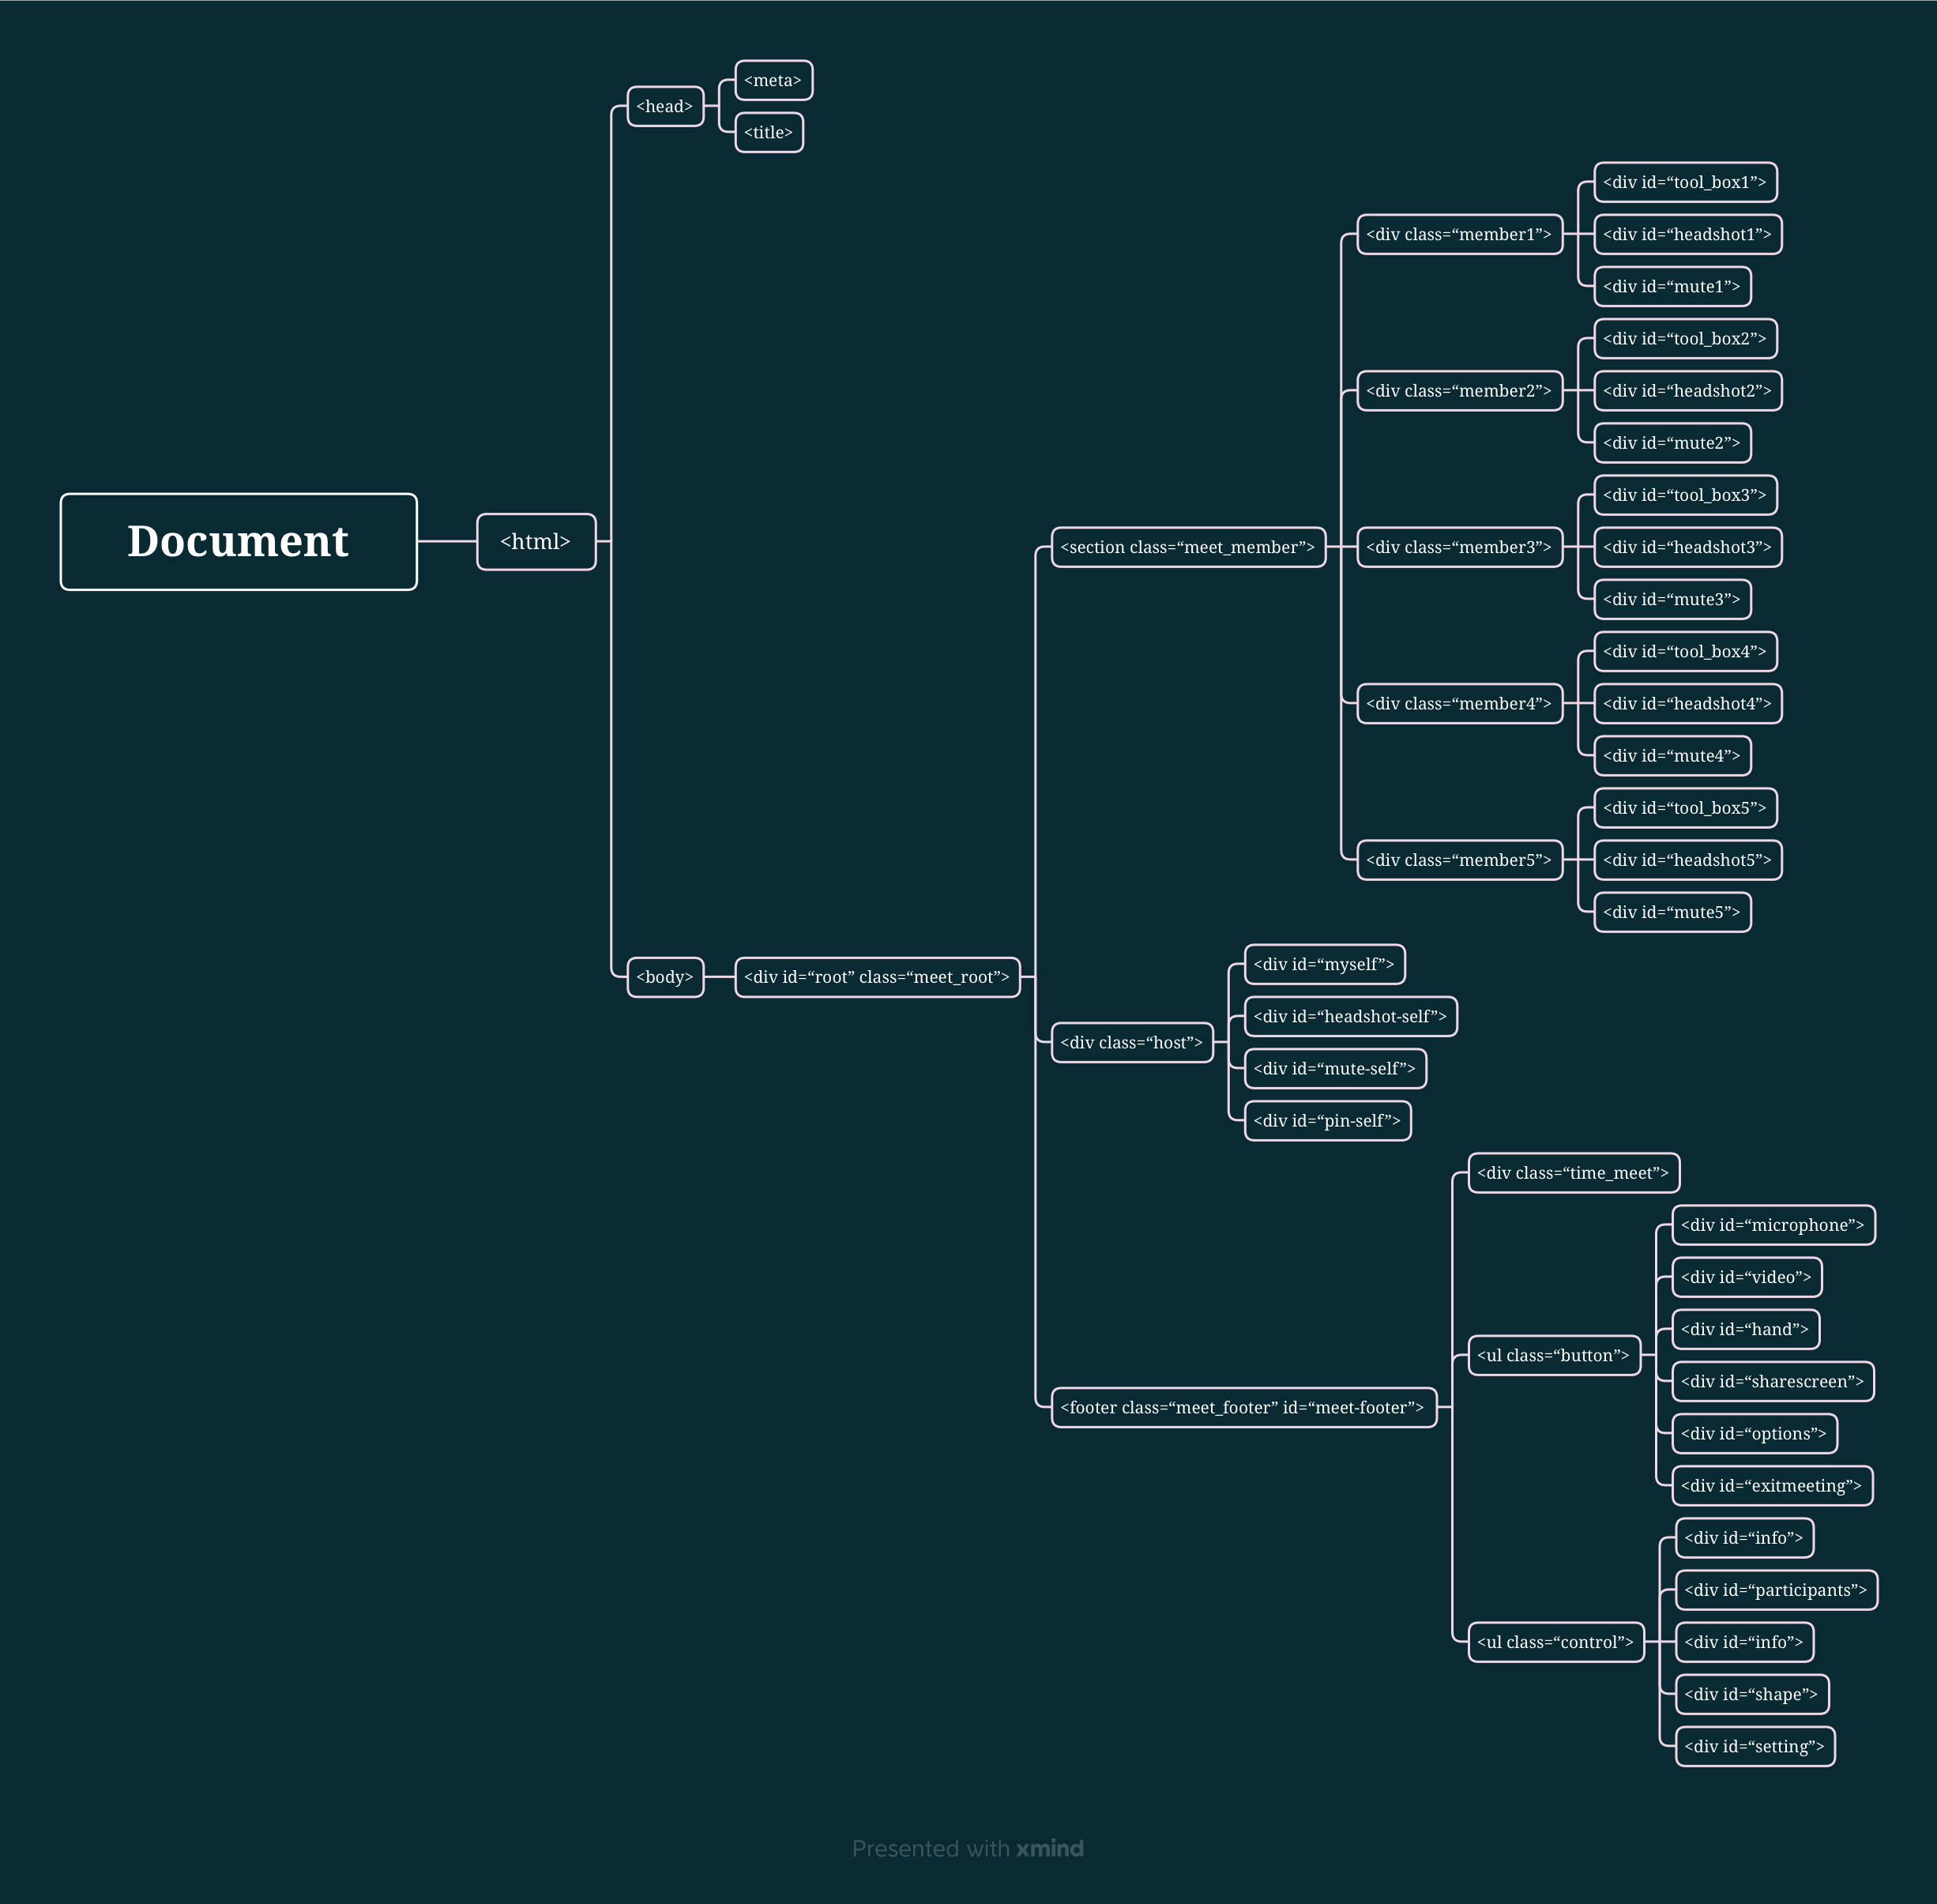 Document
<html>
<head>
<meta>
<title>
<body>
<div id=“root” class=“meet_root”>
<section class=“meet_member”>
<div class=“member1”>
<div id=“tool_box1”>
<div id=“headshot1”>
<div id=“mute1”>
<div class=“member2”>
<div id=“tool_box2”>
<div id=“headshot2”>
<div id=“mute2”>
<div class=“member3”>
<div id=“tool_box3”>
<div id=“headshot3”>
<div id=“mute3”>
<div class=“member4”>
<div id=“tool_box4”>
<div id=“headshot4”>
<div id=“mute4”>
<div class=“member5”>
<div id=“tool_box5”>
<div id=“headshot5”>
<div id=“mute5”>
<div class=“host”>
<div id=“myself”>
<div id=“headshot-self”>
<div id=“mute-self”>
<div id=“pin-self”>
<footer class=“meet_footer” id=“meet-footer”>
<div class=“time_meet”>
<ul class=“button”>
<div id=“microphone”>
<div id=“video”>
<div id=“hand”>
<div id=“sharescreen”>
<div id=“options”>
<div id=“exitmeeting”>
<ul class=“control”>
<div id=“info”>
<div id=“participants”>
<div id=“info”>
<div id=“shape”>
<div id=“setting”>
Presented with xmind